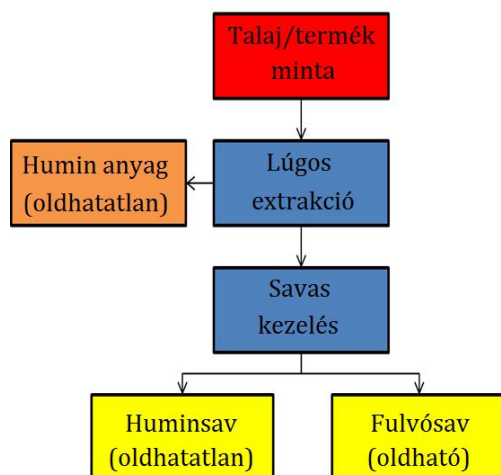 Talaj/termék
minta
Humin anyag
(oldhatatlan)
Lúgos
extrakció
Savas
kezelés
Huminsav
(oldhatatlan)
Fulvósav
(oldható)